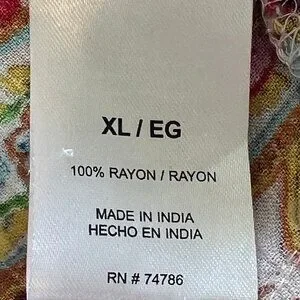 XL / EG
100% RAYON / RAYON
MADE IN INDIA
HECHO EN INDIA
RN # 74786